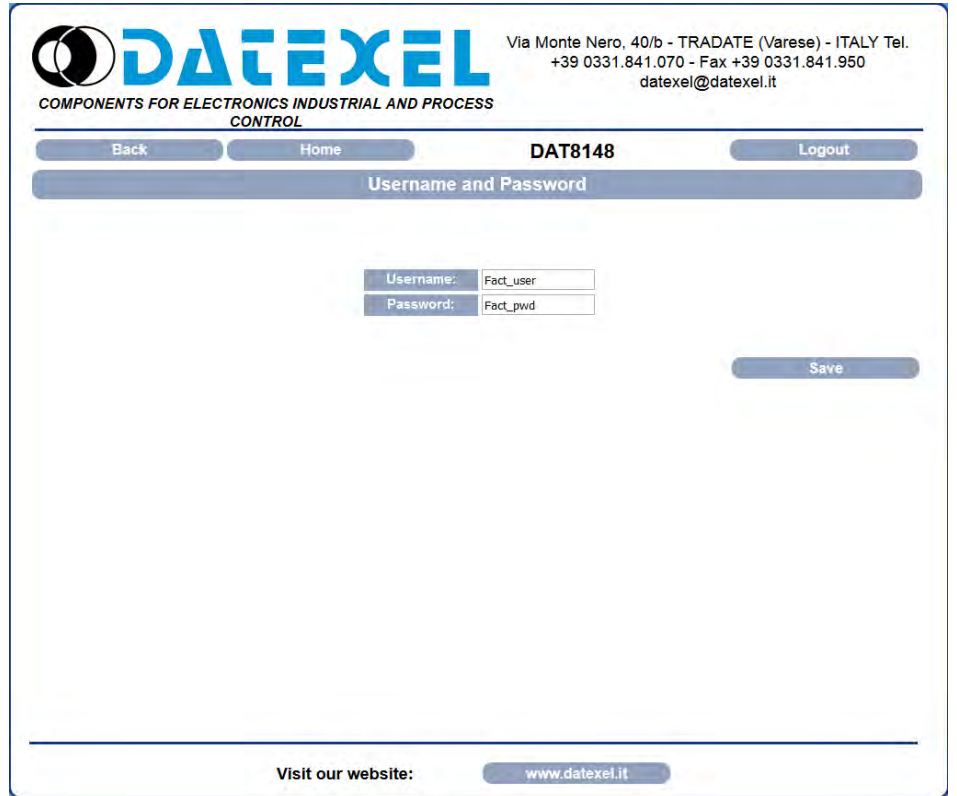 DATEXEL
COMPONENTS FOR ELECTRONICS INDUSTRIAL AND PROCESS
CONTROL
Via Monte Nero, 40/b - TRADATE (Varese) - ITALY Tel.
+39 0331.841.070 - Fax +39 0331.841.950
datexel@datexel.it
Back Home DAT8148 Logout
Username and Password
Username: Fact_user
Password: Fact_pwd
Save
Visit our website: www.datexel.it